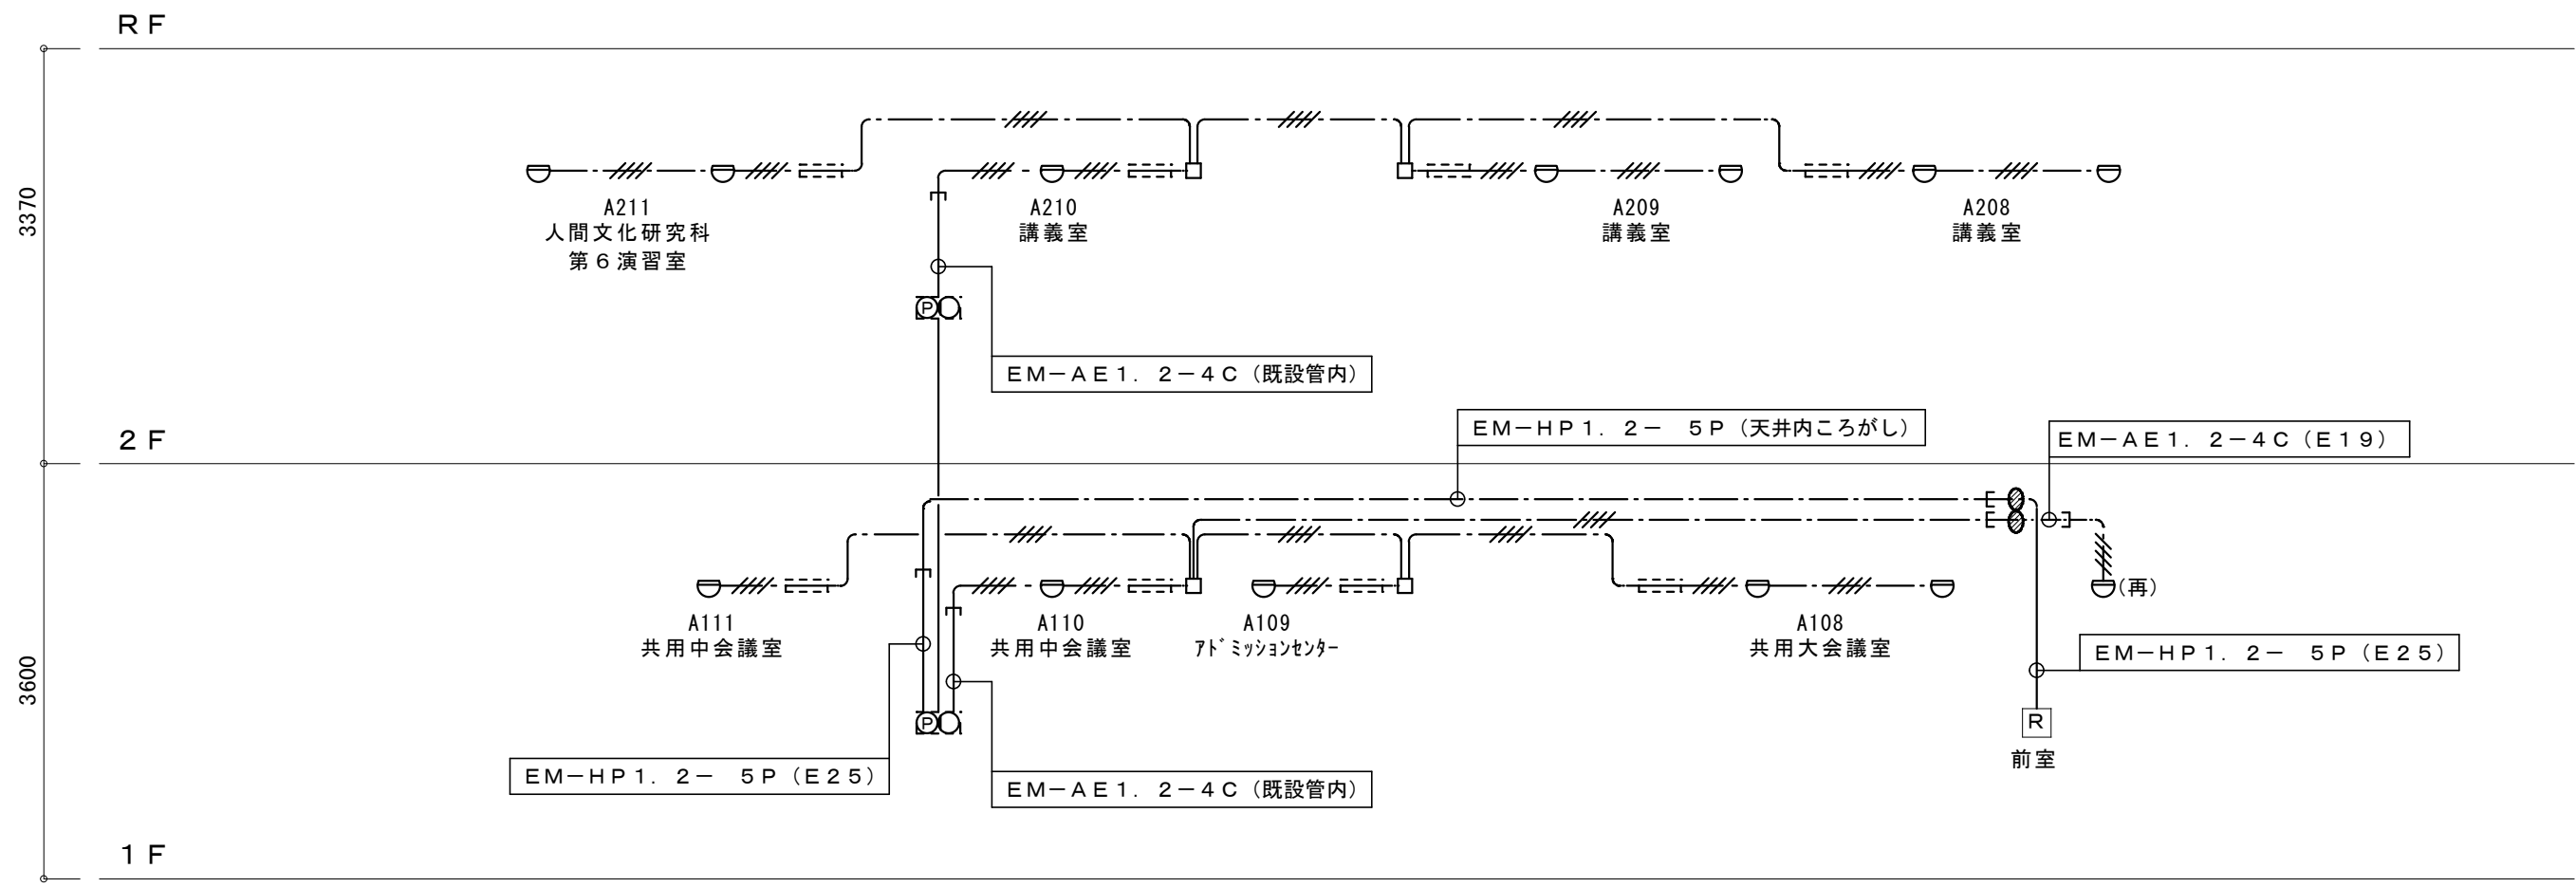 RF
3370
A211
人間文化研究科
第6演習室
A210
講義室
A209
講義室
A208
講義室
P
EM-AE1.2-4C(既設管内)
2F
EM-HP1.2- 5P(天井内ころがし)
EM-AE1.2-4C(E19)
3600
(再)
A111
共用中会議室
A110
共用中会議室
A109
アドミッションセンター
A108
共用大会議室
EM-HP1.2- 5P(E25)
P
R
前室
EM-HP1.2- 5P(E25)
EM-AE1.2-4C(既設管内)
1F